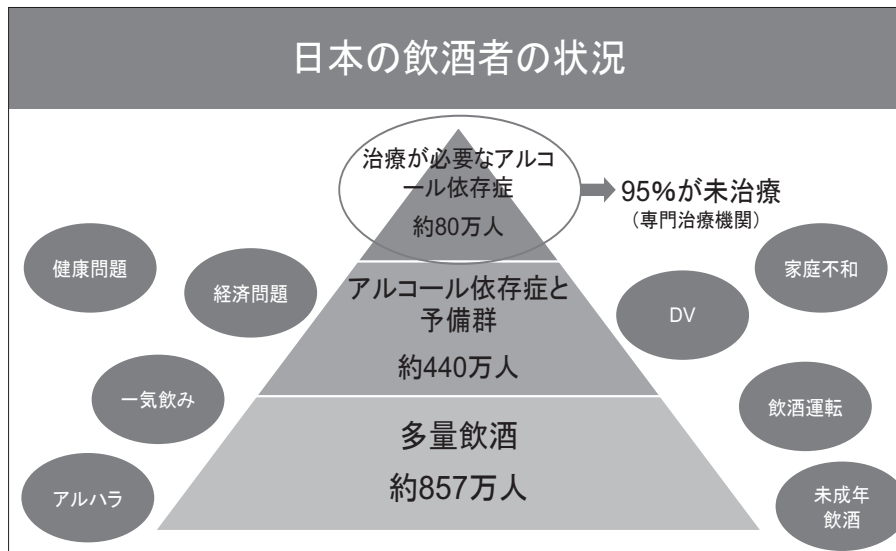 日本の飲酒者の状況
治療が必要なアルコ
ール依存症
約80万人
95%が未治療
（専門治療機関）
健康問題
経済問題
家庭不和
DV
アルコール依存症と
予備群
約440万人
一気飲み
飲酒運転
多量飲酒
約857万人
アルハラ
未成年
飲酒